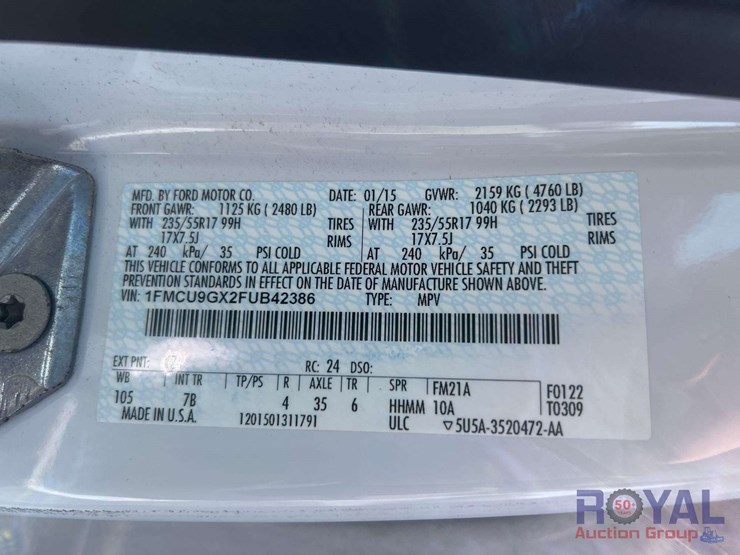 MFD. BY FORD MOTOR CO. DATE: 01/15 GVWR: 2159 KG ( 4760 LB)
FRONT GAWR: 1125 KG ( 2480 LB) REAR GAWR: 1040 KG ( 2293 LB)
WITH 235/55R17 99H TIRES WITH 235/55R17 99H TIRES
17X7.5J RIMS 17X7.5J RIMS
AT 240 kPa/ 35 PSI COLD AT 240 kPa/ 35 PSI COLD
THIS VEHICLE CONFORMS TO ALL APPLICABLE FEDERAL MOTOR VEHICLE SAFETY AND THEFT
PREVENTION STANDARDS IN EFFECT ON THE DATE OF MANUFACTURE SHOWN ABOVE.
VIN: 1FMCU9GX2FUB42386 TYPE: MPV
EXT PNT: RC: 24 DSO:
WB INT TR TP/PS R AXLE TR SPR FM21A F0122
105 7B 4 35 6 HHMM 10A T0309
MADE IN U.S.A. 1201501311791 ULC ▽5U5A-3520472-AA
ROYAL
50+
Auction Group